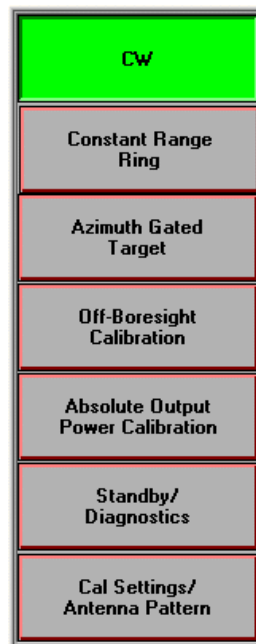 CW
Constant Range
Ring
Azimuth Gated
Target
Off-Boresight
Calibration
Absolute Output
Power Calibration
Standby/
Diagnostics
Cal Settings/
Antenna Pattern